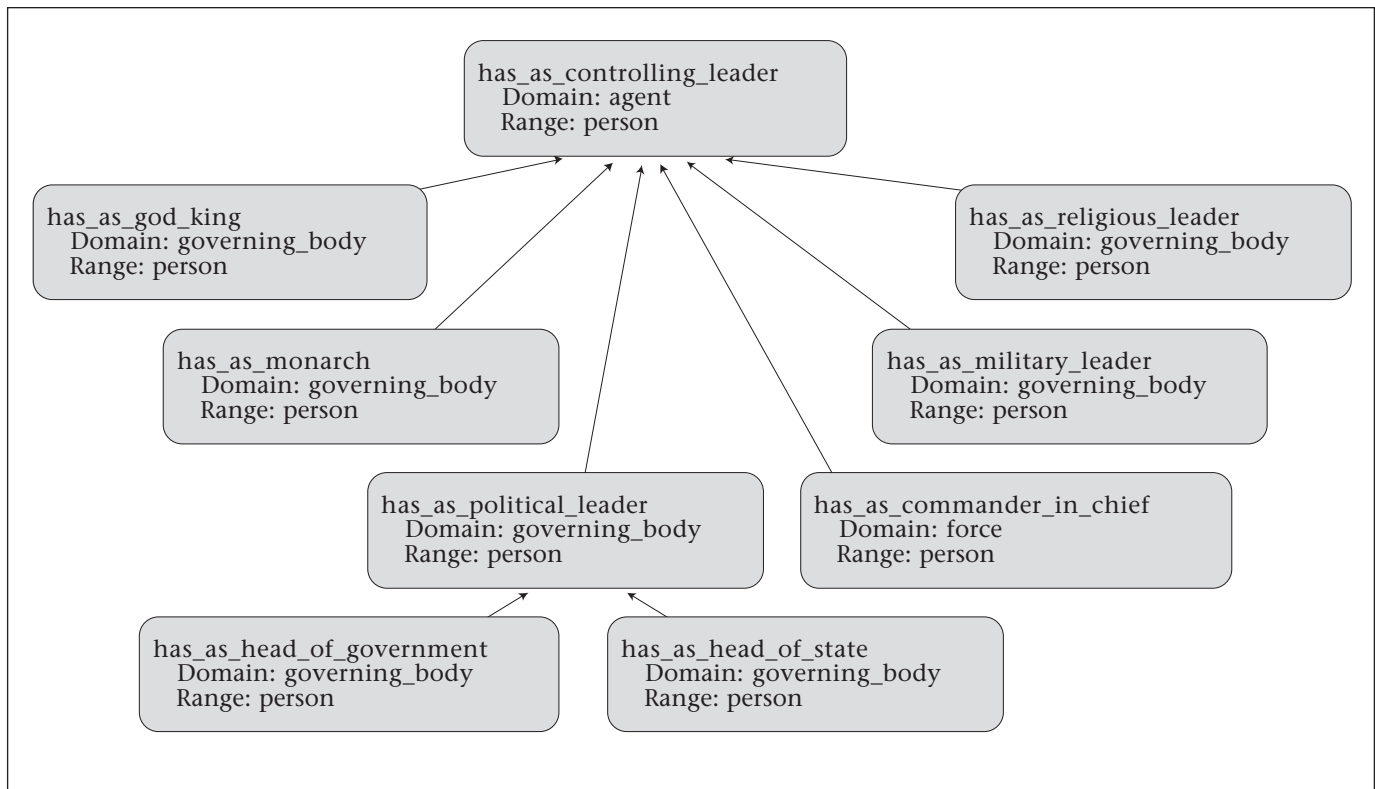 has_as_controlling_leader
Domain: agent
Range: person
has_as_god_king
Domain: governing_body
Range: person
has_as_religious_leader
Domain: governing_body
Range: person
has_as_monarch
Domain: governing_body
Range: person
has_as_military_leader
Domain: governing_body
Range: person
has_as_political_leader
Domain: governing_body
Range: person
has_as_commander_in_chief
Domain: force
Range: person
has_as_head_of_government
Domain: governing_body
Range: person
has_as_head_of_state
Domain: governing_body
Range: person